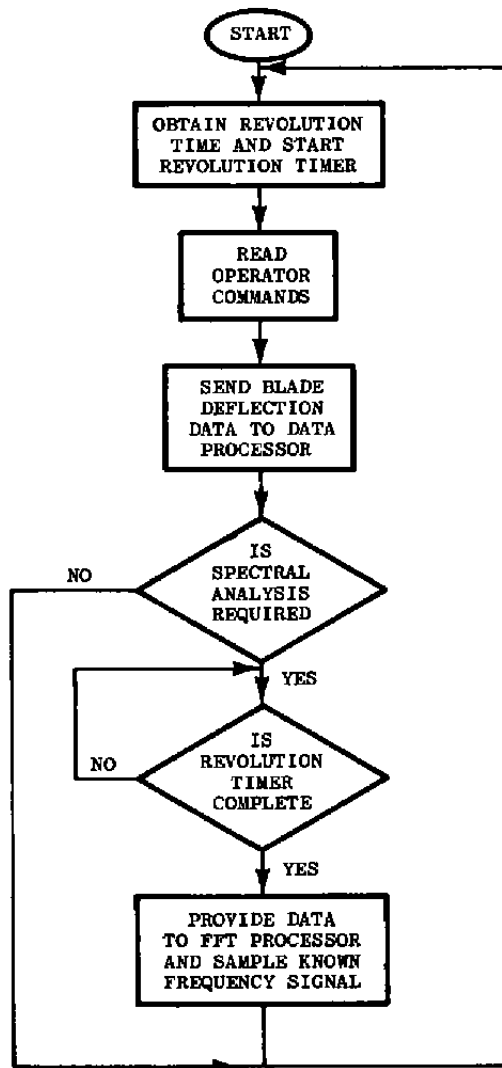 START
OBTAIN REVOLUTION
TIME AND START
REVOLUTION TIMER
READ
OPERATOR
COMMANDS
SEND BLADE
DEFLECTION
DATA TO DATA
PROCESSOR
IS
SPECTRAL
ANALYSIS
REQUIRED
NO
YES
IS
REVOLUTION
TIMER
COMPLETE
NO
YES
PROVIDE DATA
TO FFT PROCESSOR
AND SAMPLE KNOWN
FREQUENCY SIGNAL